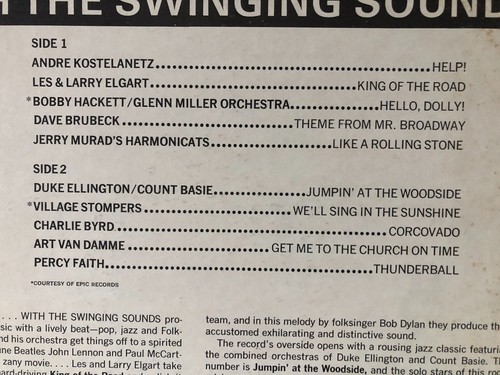 THE SWINGING SOUND
SIDE 1
ANDRE KOSTELANETZ..............................HELP!
LES & LARRY ELGART..............................KING OF THE ROAD
*BOBBY HACKETT/GLENN MILLER ORCHESTRA..............HELLO, DOLLY!
DAVE BRUBECK..............................THEME FROM MR. BROADWAY
JERRY MURAD'S HARMONICATS....................LIKE A ROLLING STONE
SIDE 2
DUKE ELLINGTON/COUNT BASIE..............JUMPIN' AT THE WOODSIDE
*VILLAGE STOMPERS....................WE'LL SING IN THE SUNSHINE
CHARLIE BYRD..............................CORCOVADO
ART VAN DAMME....................GET ME TO THE CHURCH ON TIME
PERCY FAITH..............................THUNDERBALL
*COURTESY OF EPIC RECORDS
. . . . WITH THE SWINGING SOUNDS pro-
sic with a lively beat—pop, jazz and Folk-
nd his orchestra get things off to a spirited
une Beatles John Lennon and Paul McCart-
zany movie. . . . Les and Larry Elgart take
hard-driving King of the Road
team, and in this melody by folksinger Bob Dylan they produce th
accustomed exhilarating and distinctive sound.
The record's overside opens with a rousing jazz classic featuri
the combined orchestras of Duke Ellington and Count Basie. T
number is Jumpin' at the Woodside, and the solo stars of this